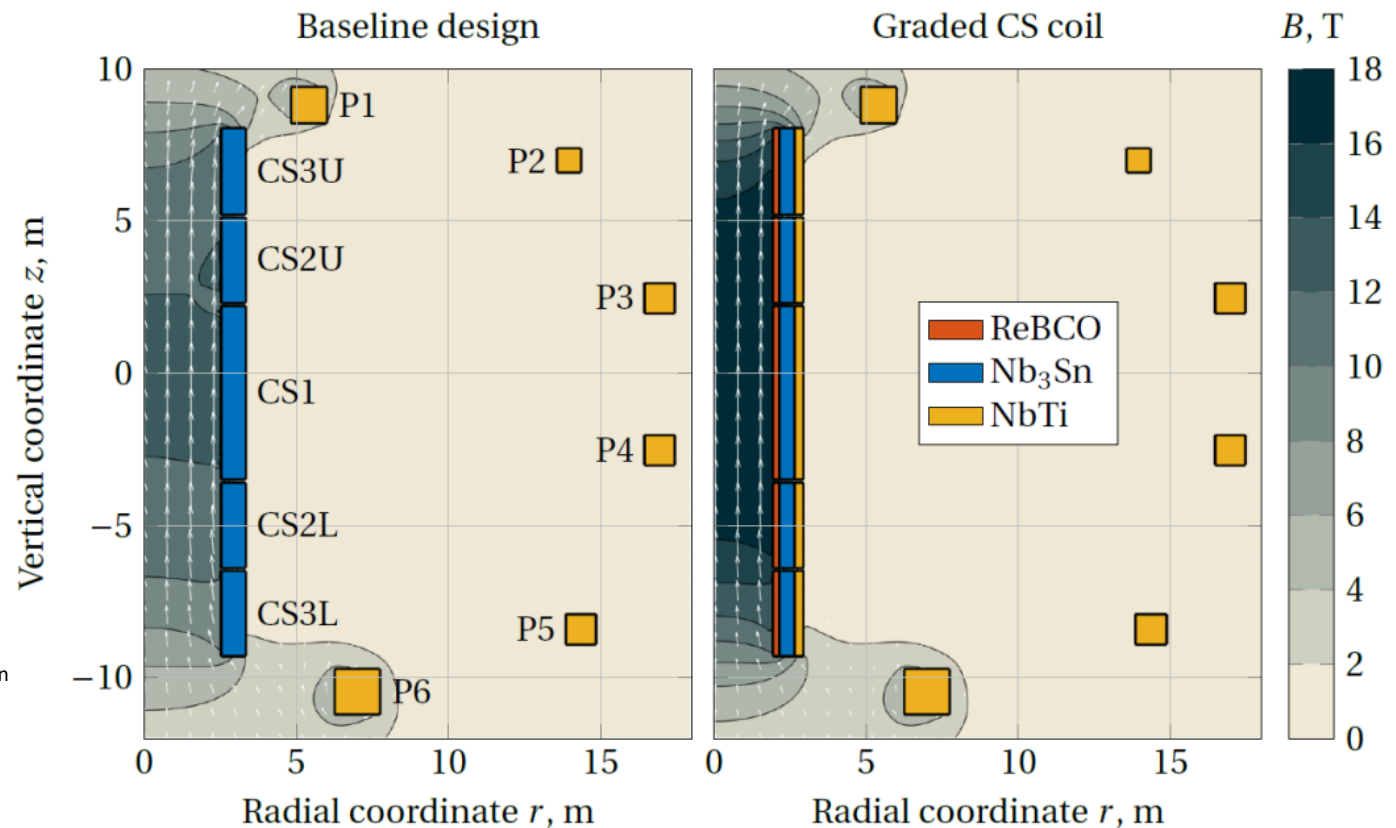 Baseline design
Graded CS coil
B, T
Vertical coordinate z, m
10
5
0
−5
−10
P1
CS3U
P2
CS2U
P3
CS1
P4
CS2L
CS3L
P5
P6
n
0
5
10
15
Radial coordinate r, m
ReBCO
Nb₃Sn
NbTi
0
5
10
15
Radial coordinate r, m
18
16
14
12
10
8
6
4
2
0